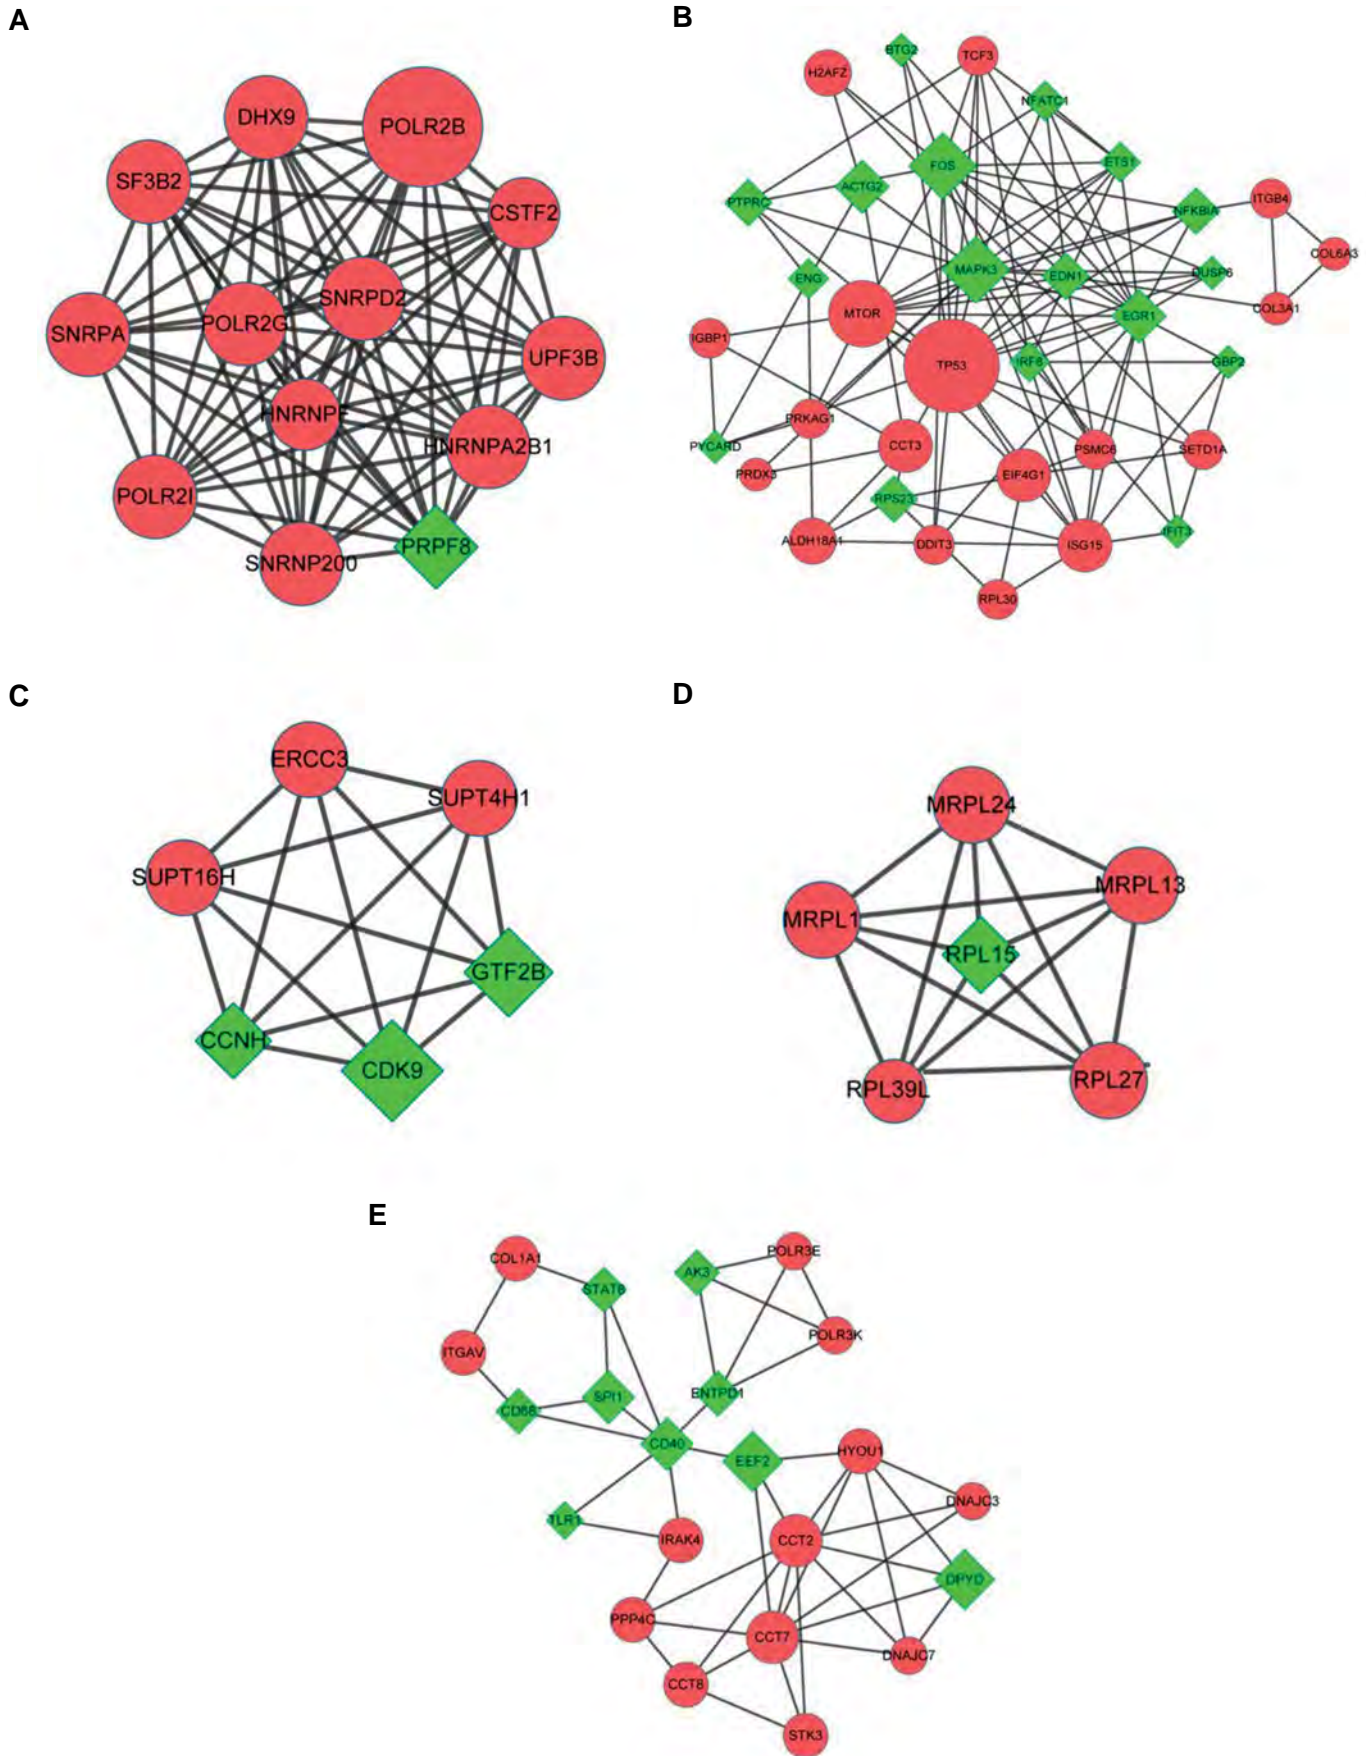 A
DHX9
POLR2B
SF3B2
CSTF2
SNRPD2
POLR2G
SNRPA
UPF3B
HNRNPF
HNRNPA2B1
POLR2I
PRPF8
SNRNP200
B
BTG2
TCF3
H2AFZ
NFATC1
FOS
ETS1
ACTG2
PTPRC
NFKBIA
ITGB4
COL6A3
MAPK3
EDN1
DUSP6
ENG
COL3A1
MTOR
EGR1
IGBP1
TP53
IRF8
GBP2
PRKAG1
PYCARD
CCT3
PSMC6
SETD1A
PRDX3
EIF4G1
RPS23
IFIT3
ALDH18A1
DDIT3
ISG15
RPL30
C
ERCC3
SUPT4H1
SUPT16H
GTF2B
CCNH
CDK9
D
MRPL24
MRPL13
MRPL1
RPL15
RPL39L
RPL27
E
COL1A1
POLR3E
AK3
STAT6
POLR3K
ITGAV
ENTPD1
SPI1
CD68
CD40
HYOU1
EEF2
DNAJC3
TLR1
IRAK4
CCT2
DPYD
PPP4C
CCT7
DNAJC7
CCT8
STK3